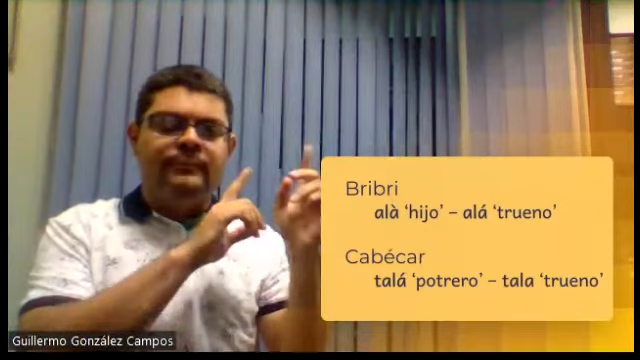 Bribri
alà ‘hijo’ – alá ‘trueno’
Cabécar
talá ‘potrero’ – tala ‘trueno’
Guillermo González Campos